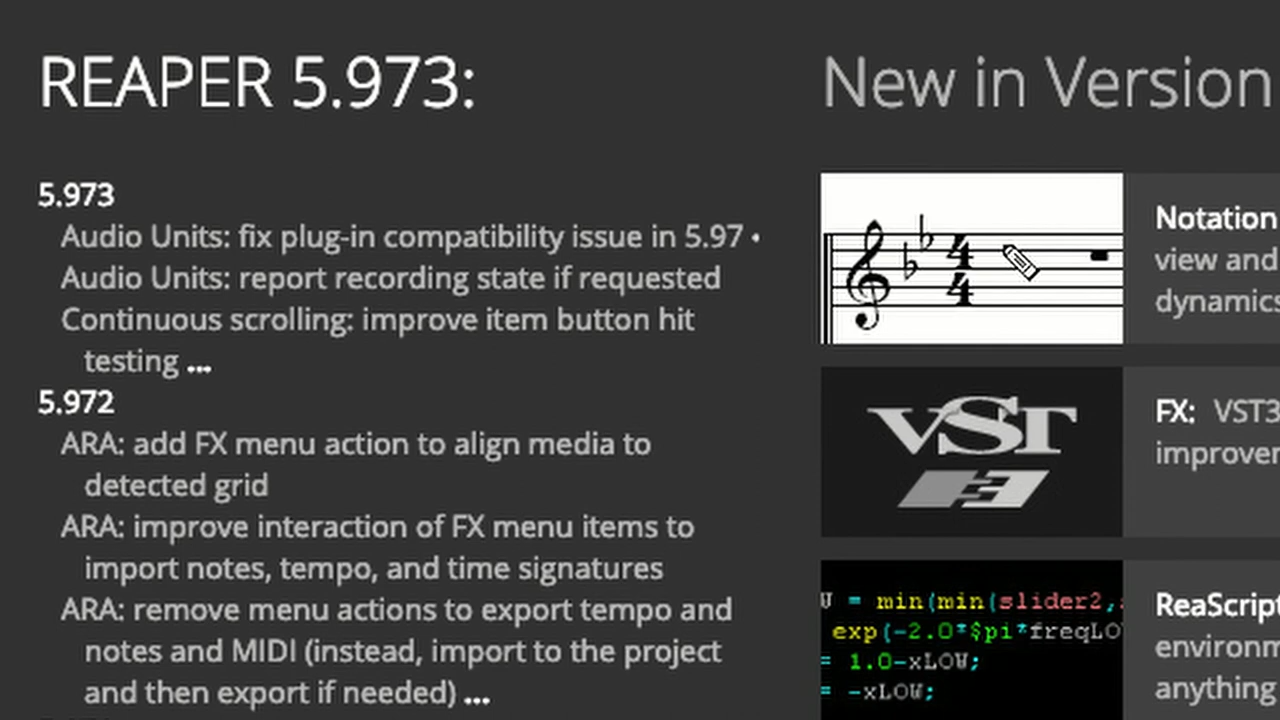 REAPER 5.973:
5.973
Audio Units: fix plug-in compatibility issue in 5.97 •
Audio Units: report recording state if requested
Continuous scrolling: improve item button hit
testing ...
5.972
ARA: add FX menu action to align media to
detected grid
ARA: improve interaction of FX menu items to
import notes, tempo, and time signatures
ARA: remove menu actions to export tempo and
notes and MIDI (instead, import to the project
and then export if needed) ...
New in Version
4
4
Notation
view and
dynamics
VST
3
FX: VST3
= min(min(slider2,
exp(-2.0*$pi*freqLO
= 1.0-xLOW;
= -xLOW;
ReaScript
anything